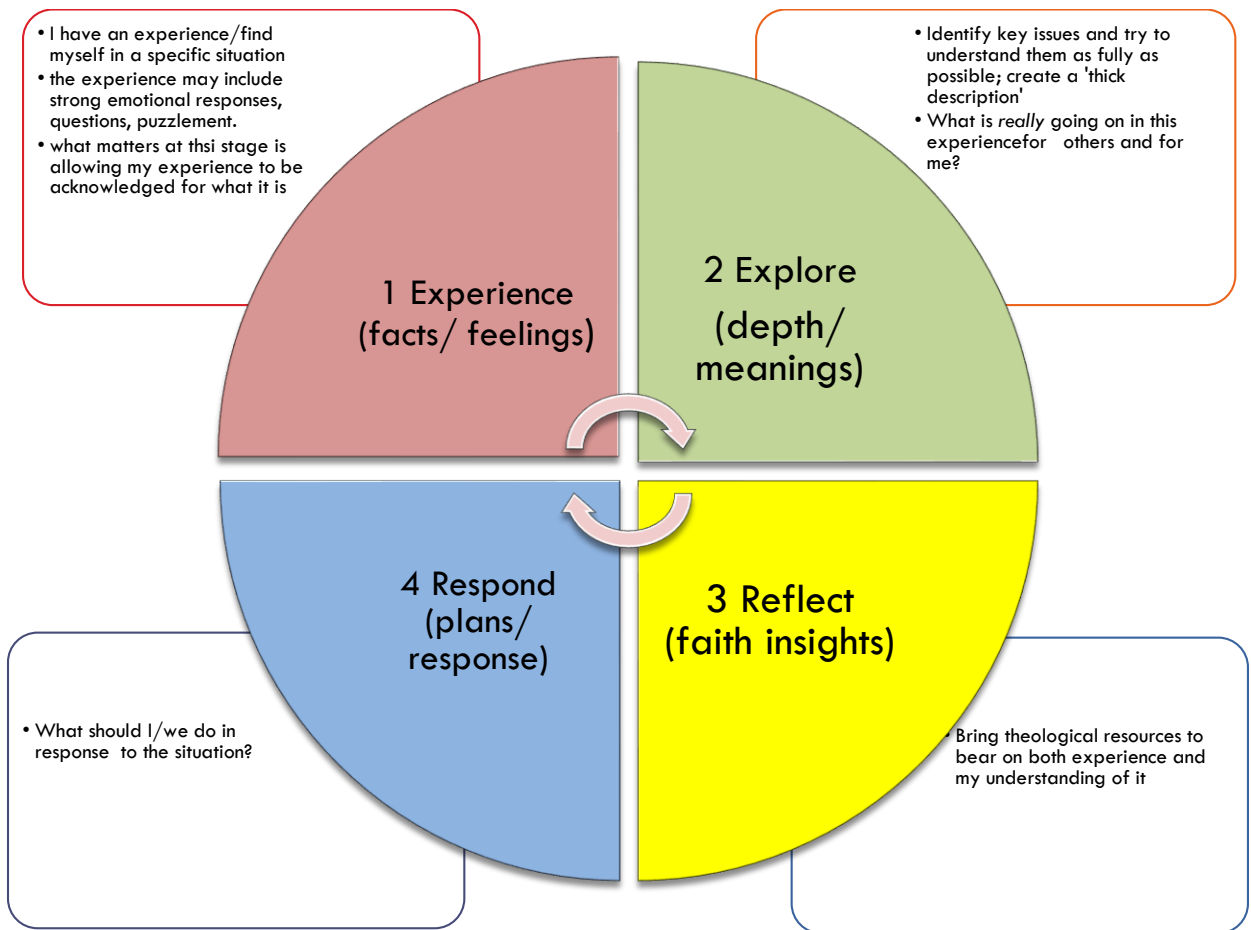 • I have an experience/find
myself in a specific situation
• the experience may include
strong emotional responses,
questions, puzzlement.
• what matters at thsi stage is
allowing my experience to be
acknowledged for what it is
• Identify key issues and try to
understand them as fully as
possible; create a 'thick
description'
• What is really going on in this
experiencefor others and for
me?
1 Experience
(facts/ feelings)
2 Explore
(depth/
meanings)
4 Respond
(plans/
response)
3 Reflect
(faith insights)
• What should I/we do in
response to the situation?
• Bring theological resources to
bear on both experience and
my understanding of it